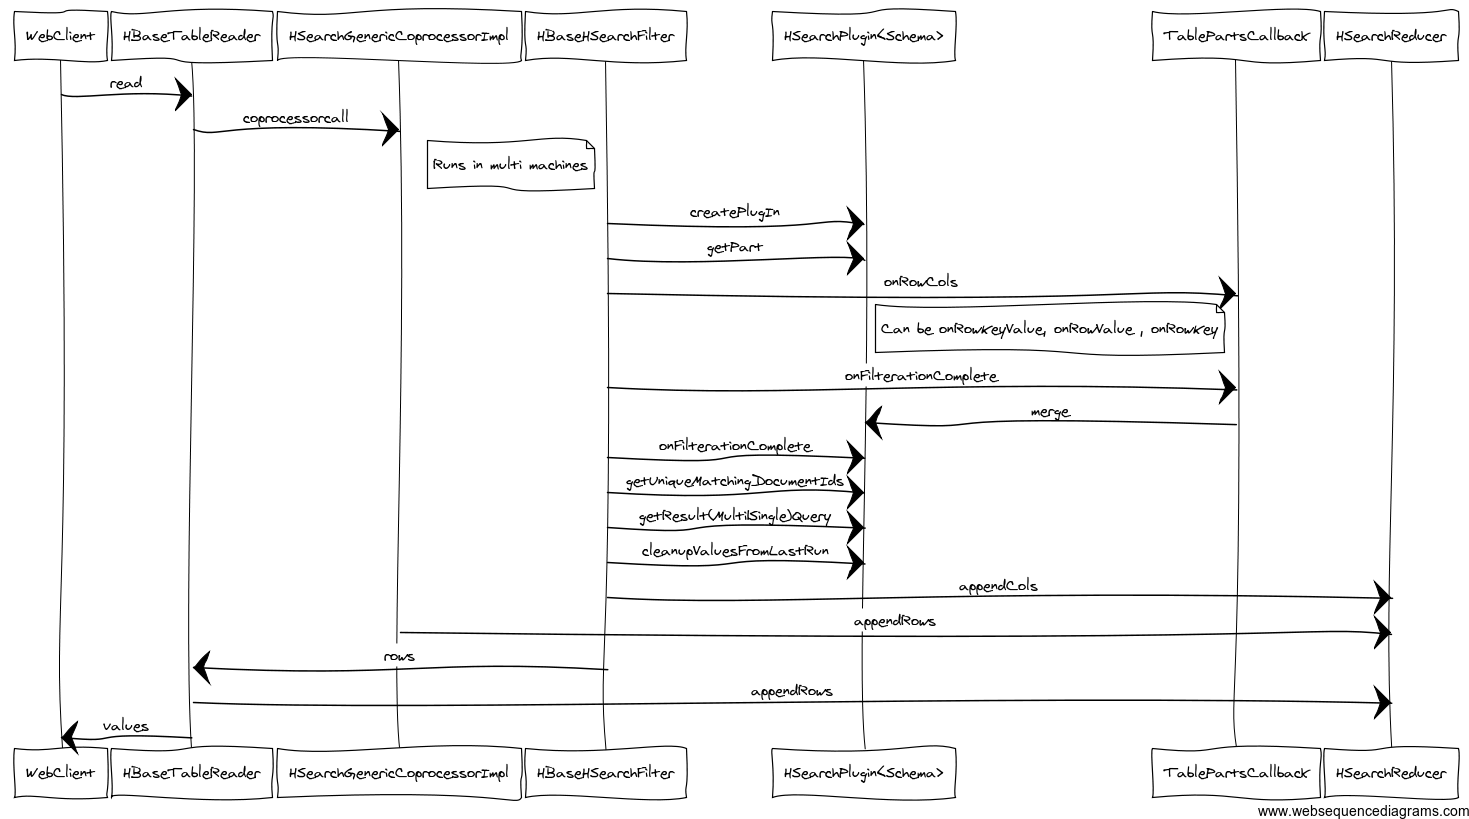 WebClient
HBaseTableReader
HSearchGenericCoprocessorImpl
HBaseHSearchFilter
HSearchPlugin<Schema>
TablePartsCallback
HSearchReducer
read
coprocessorcall
Runs in multi machines
createPlugIn
getPart
onRowCols
Can be onRowKeyValue, onRowValue , onRowKey
onFilterationComplete
merge
onFilterationComplete
getUniqueMatchingDocumentIds
getResult(Multi|Single)Query
cleanupValuesFromLastRun
appendCols
appendRows
rows
appendRows
values
WebClient
HBaseTableReader
HSearchGenericCoprocessorImpl
HBaseHSearchFilter
HSearchPlugin<Schema>
TablePartsCallback
HSearchReducer
www.websequencediagrams.com